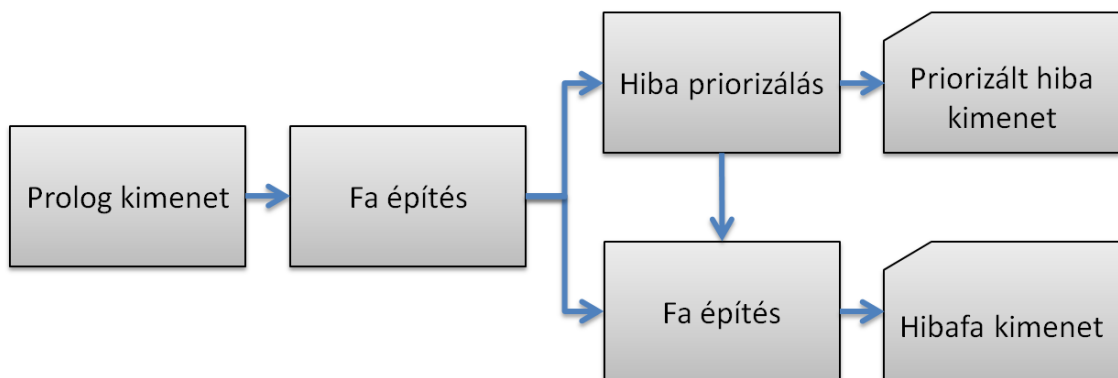 Prolog kimenet
Fa építés
Hiba priorizálás
Priorizált hiba
kimenet
Fa építés
Hibafa kimenet